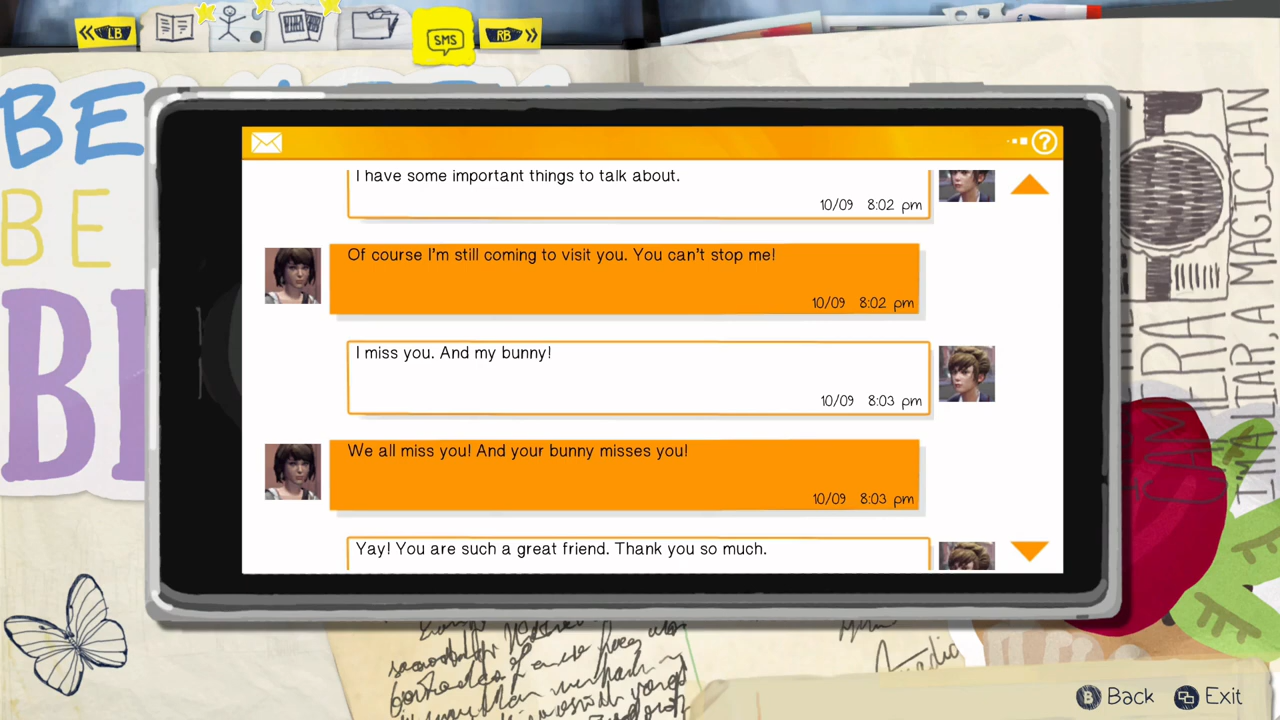 LB
SMS
RB
I have some important things to talk about.
10/09 8:02 pm
Of course I'm still coming to visit you. You can't stop me!
10/09 8:02 pm
I miss you. And my bunny!
10/09 8:03 pm
We all miss you! And your bunny misses you!
10/09 8:03 pm
Yay! You are such a great friend. Thank you so much.
BE
BE
CAMERA
LIAR, A MAGICIAN
B Back
Exit